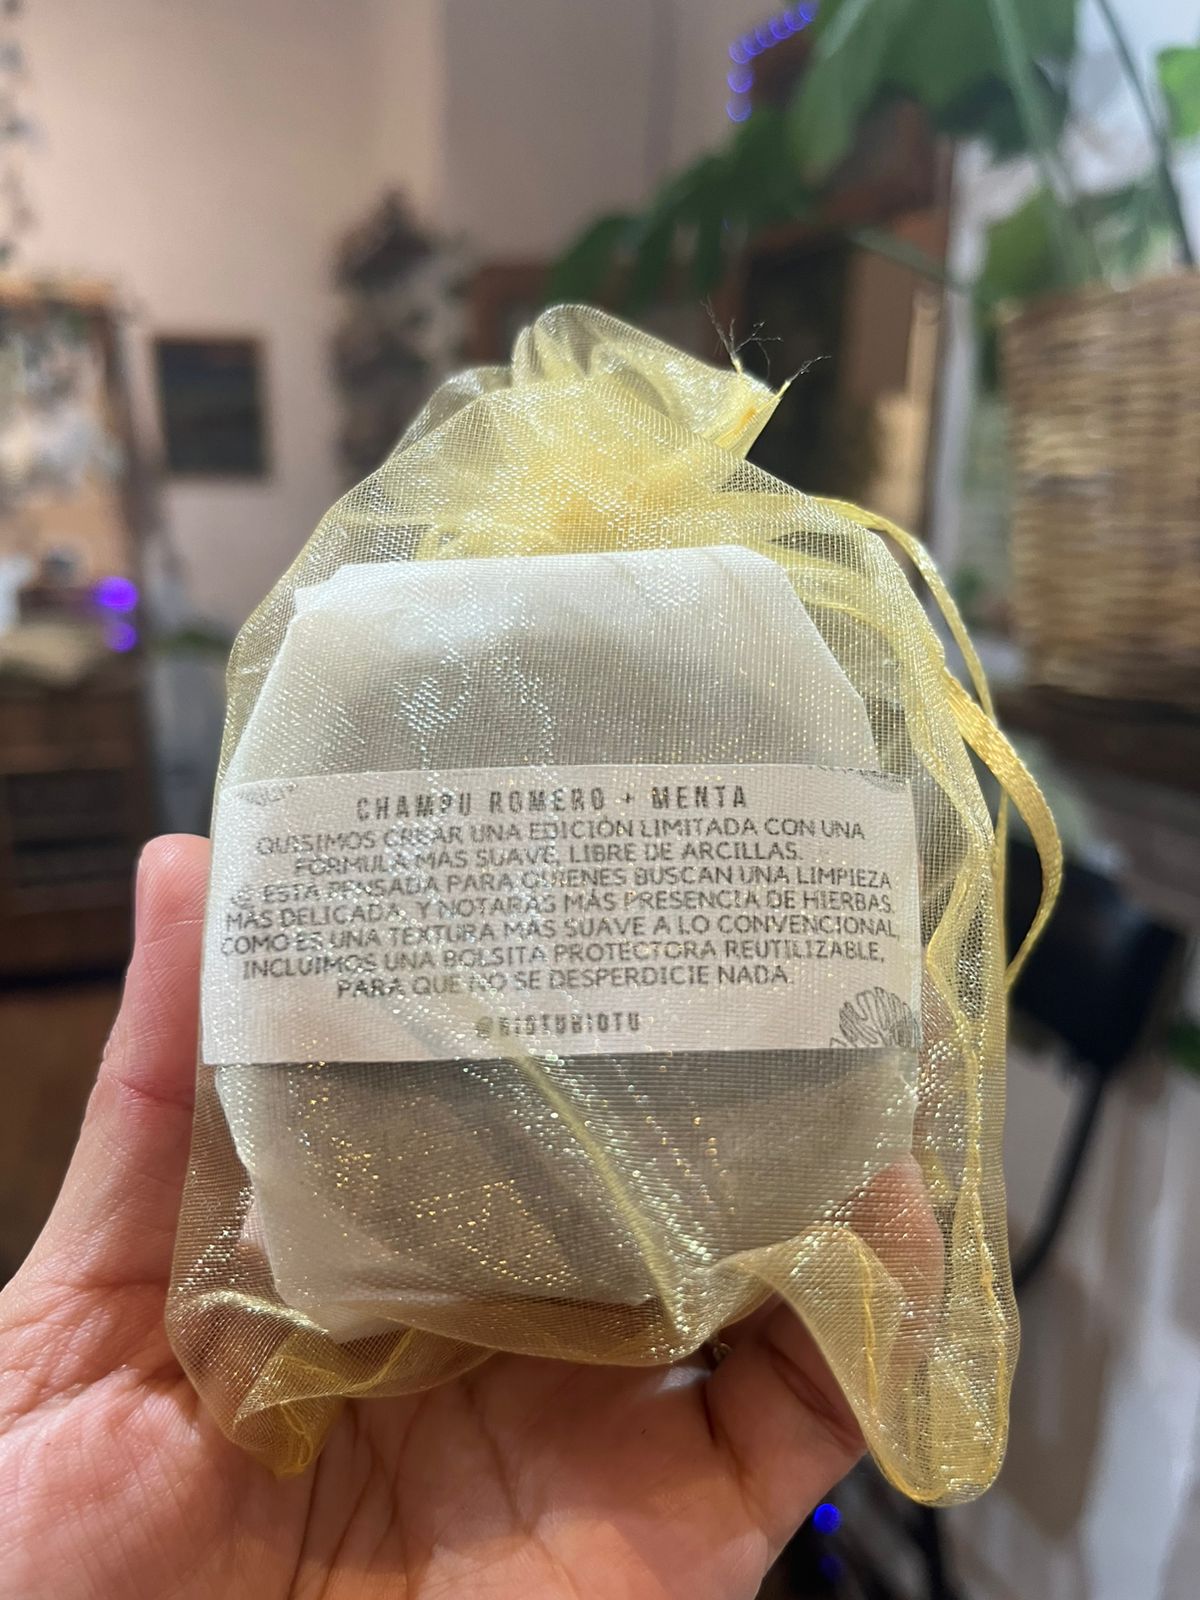 CHAMPU ROMERO + MENTA
QUISIMOS CREAR UNA EDICIÓN LIMITADA CON UNA
FORMULA MÁS SUAVE, LIBRE DE ARCILLAS.
ESTA PENSADA PARA QUIENES BUSCAN UNA LIMPIEZA
MÁS DELICADA, Y NOTARÁS MÁS PRESENCIA DE HIERBAS.
COMO ES UNA TEXTURA MÁS SUAVE A LO CONVENCIONAL,
INCLUIMOS UNA BOLSITA PROTECTORA REUTILIZABLE,
PARA QUE NO SE DESPERDICIE NADA.